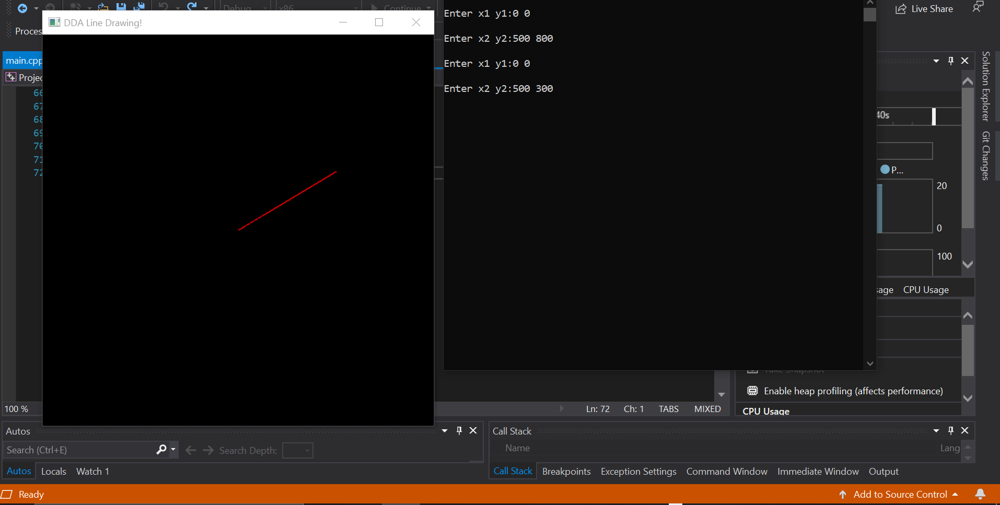 Debug
x86
Continue
Live Share
DDA Line Drawing!
Enter x1 y1:0 0
Enter x2 y2:500 800
Enter x1 y1:0 0
Enter x2 y2:500 300
main.cpp
66
67
68
69
70
71
72
Solution Explorer
Git Changes
40s
P...
20
0
100
CPU Usage
Take Snapshot
Enable heap profiling (affects performance)
CPU Usage
100 %
Ln: 72 Ch: 1 TABS MIXED
Autos
Search (Ctrl+E)
Search Depth:
Autos Locals Watch 1
Call Stack
Name
Lang
Call Stack Breakpoints Exception Settings Command Window Immediate Window Output
Ready
Add to Source Control